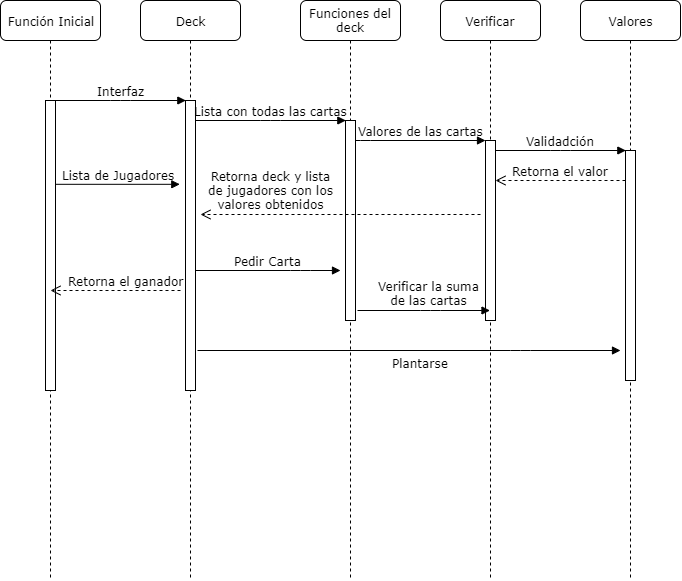 Función Inicial
Deck
Funciones del
deck
Verificar
Valores
Interfaz
Lista con todas las cartas
Valores de las cartas
Validadción
Lista de Jugadores
Retorna el valor
Retorna deck y lista
de jugadores con los
valores obtenidos
Pedir Carta
Retorna el ganador
Verificar la suma
de las cartas
Plantarse